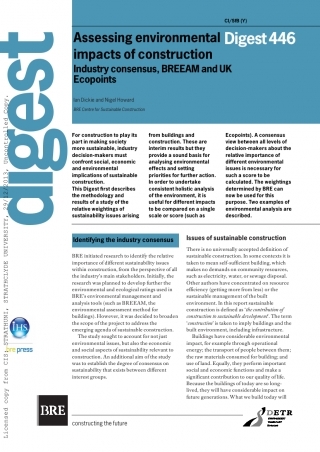 CI/SfB (Y)
Assessing environmental
impacts of construction
Industry consensus, BREEAM and UK
Ecopoints
Digest 446
digest
Ian Dickie and Nigel Howard
BRE Centre for Sustainable Construction
For construction to play its
part in making society
more sustainable, industry
decision-makers must
confront social, economic
and environmental
implications of sustainable
construction.
This Digest first describes
the methodology and
results of a study of the
relative weightings of
sustainability issues arising
from buildings and
construction. These are
interim results but they
provide a sound basis for
analysing environmental
effects and setting
priorities for further action.
In order to undertake
consistent holistic analysis
of the environment, it is
useful for different impacts
to be compared on a single
scale or score (such as
Ecopoints). A consensus
view between all levels of
decision-makers about the
relative importance of
different environmental
issues is necessary for
such a score to be
calculated. The weightings
determined by BRE can
now be used for this
purpose. Two examples of
environmental analysis are
described.
Identifying the industry consensus
BRE initiated research to identify the relative
importance of different sustainability issues
within construction, from the perspective of all
the industry's main stakeholders. Initially, the
research was planned to develop further the
environmental and ecological ratings used in
BRE's environmental management and
analysis tools (such as BREEAM, the
environmental assessment method for
buildings). However, it was decided to broaden
the scope of the project to address the
emerging agenda of sustainable construction.
The study sought to account for not just
environmental issues, but also the economic
and social aspects of sustainability relevant to
construction. An additional aim of the study
was to establish the degree of consensus on
sustainability that exists between different
interest groups.
Issues of sustainable construction
There is no universally accepted definition of
sustainable construction. In some contexts it is
taken to mean self-sufficient building, which
makes no demands on community resources,
such as electricity, water, or sewage disposal.
Other authors have concentrated on resource
efficiency (getting more from less) or the
sustainable management of the built
environment. In this report sustainable
construction is defined as 'the contribution of
construction to sustainable development'. The term
'construction' is taken to imply buildings and the
built environment, including infrastructure.
Buildings have considerable environmental
impact, for example through operational
energy; the transport of people between them;
the raw materials consumed for building; and
use of land. Equally, they perform important
social and economic functions and make a
significant contribution to our quality of life.
Because the buildings of today are so long-
lived, they will have considerable impact on
future generations. What we build today will
Licensed copy from CIS: STRATHUNI, STRATHCLYDE UNIVERSITY, 09/12/2013, Uncontrolled Copy.
IHS
press
BRE
constructing the future
DETR
ENVIRONMENT
TRANSPORT
REGIONS